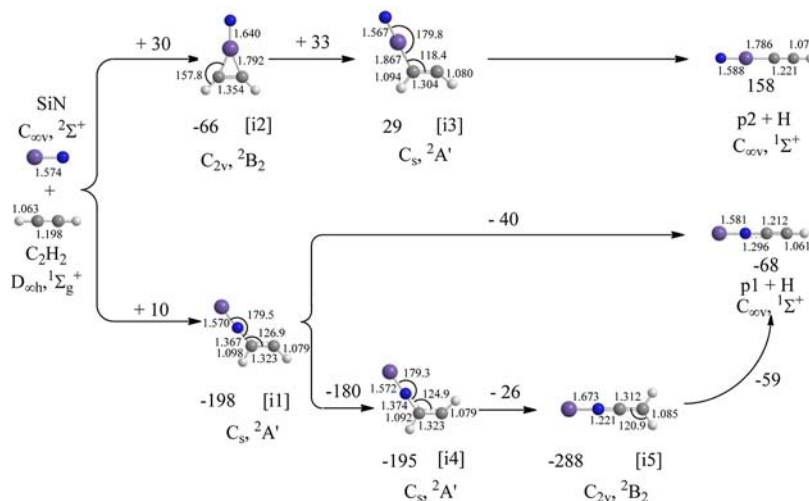 + 30
+ 33
1.640
1.792
157.8
1.354
-66 [i2]
C2v, ²B₂
1.567
179.8
1.867
118.4
1.094
1.304
1.080
29 [i3]
Cs, ²A'
1.786
1.588
1.221
158
p2 + H
C∞v, ¹Σ⁺
SiN
C∞v, ²Σ⁺
1.574
+
1.063
1.198
C₂H₂
D∞h, ¹Σg⁺
+ 10
- 40
1.581
1.212
1.296
1.061
-68
p1 + H
C∞v, ¹Σ⁺
1.570
179.5
1.367
126.9
1.098
1.323
1.079
-198 [i1]
Cs, ²A'
-180
179.3
1.572
1.374
124.9
1.092
1.323
1.079
-195 [i4]
Cs, ²A'
- 26
1.673
1.312
1.221
120.9
1.085
-288 [i5]
C2v, ²B₂
-59